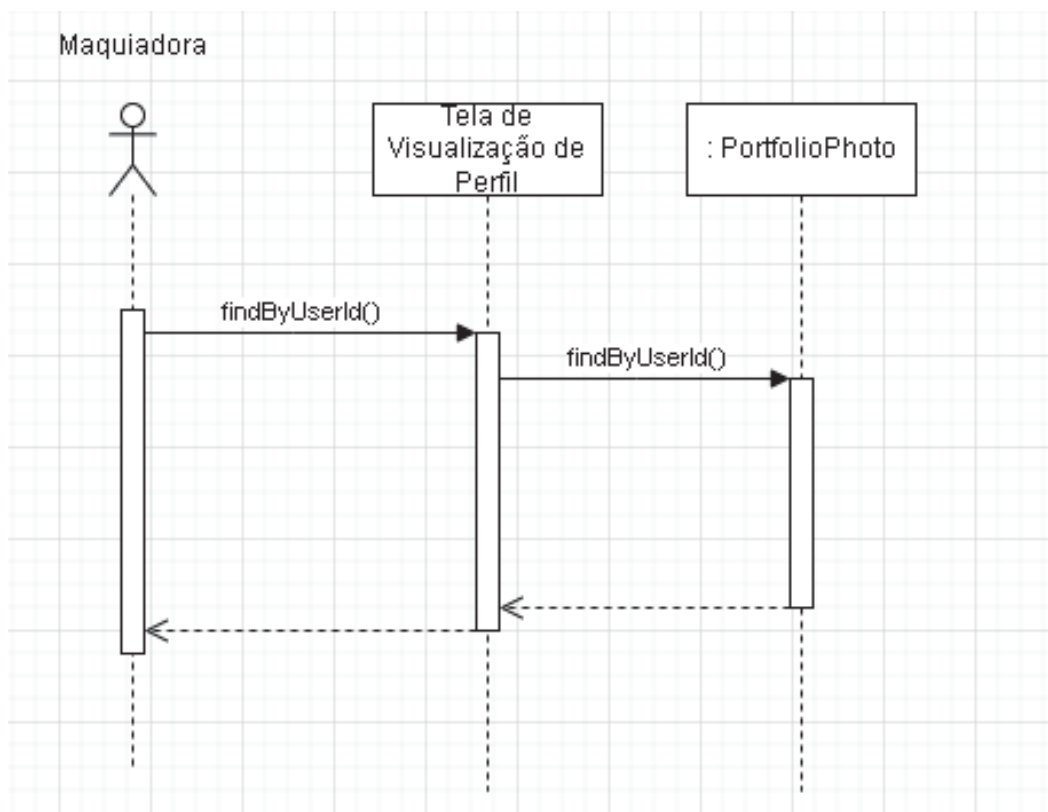 Maquiadora
Tela de
Visualização de
Perfil
: PortfolioPhoto
findByUserId()
findByUserId()